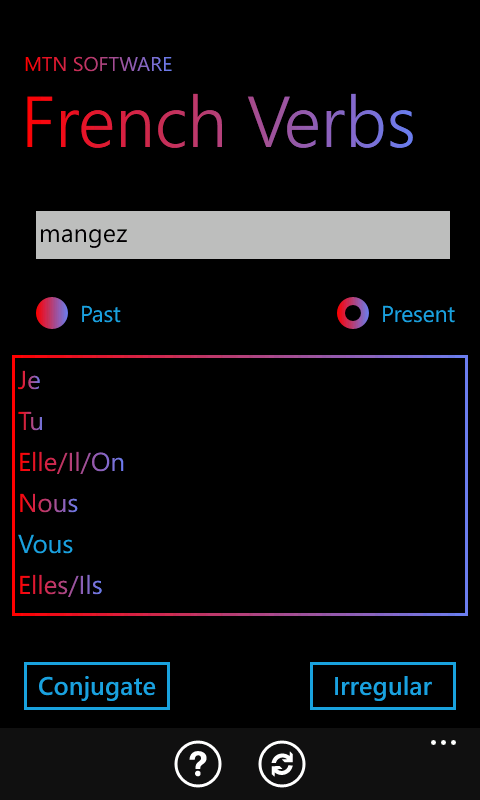 MTN SOFTWARE
French Verbs
mangez
Past Present
Je
Tu
Elle/Il/On
Nous
Vous
Elles/Ils
Conjugate Irregular
?